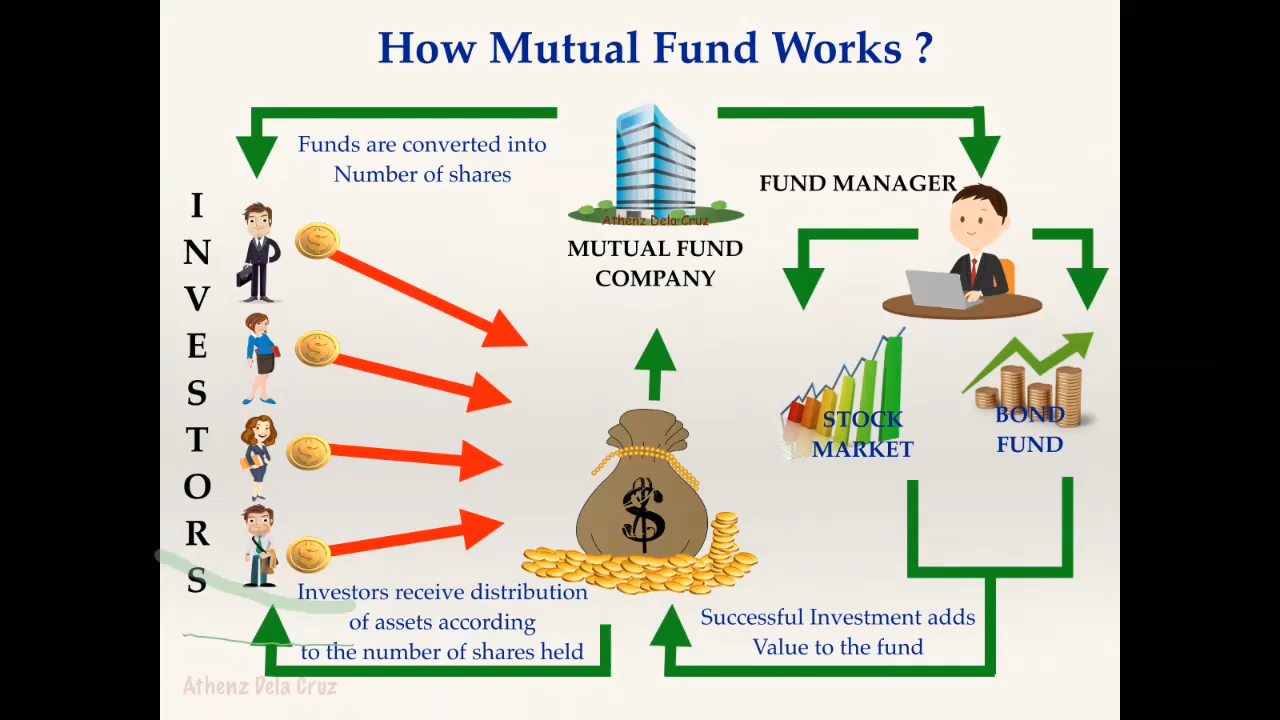 How Mutual Fund Works ?
Funds are converted into
Number of shares
Athenz Dela Cruz
MUTUAL FUND
COMPANY
FUND MANAGER
I
N
V
E
S
T
O
R
S
$
$
$
$
$
STOCK
MARKET
BOND
FUND
Investors receive distribution
of assets according
to the number of shares held
Successful Investment adds
Value to the fund
Athenz Dela Cruz